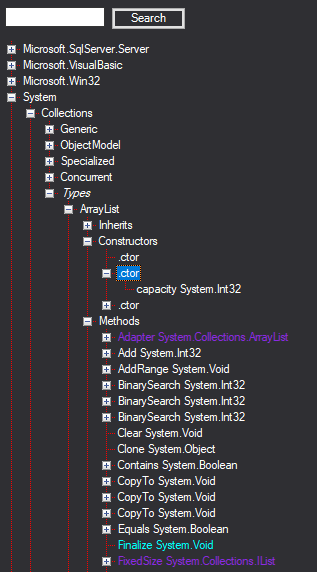 Search
Microsoft.SqlServer.Server
Microsoft.VisualBasic
Microsoft.Win32
System
Collections
Generic
ObjectModel
Specialized
Concurrent
Types
ArrayList
Inherits
Constructors
.ctor
.ctor
capacity System.Int32
.ctor
Methods
Adapter System.Collections.ArrayList
Add System.Int32
AddRange System.Void
BinarySearch System.Int32
BinarySearch System.Int32
BinarySearch System.Int32
Clear System.Void
Clone System.Object
Contains System.Boolean
CopyTo System.Void
CopyTo System.Void
CopyTo System.Void
Equals System.Boolean
Finalize System.Void
FixedSize System.Collections.IList